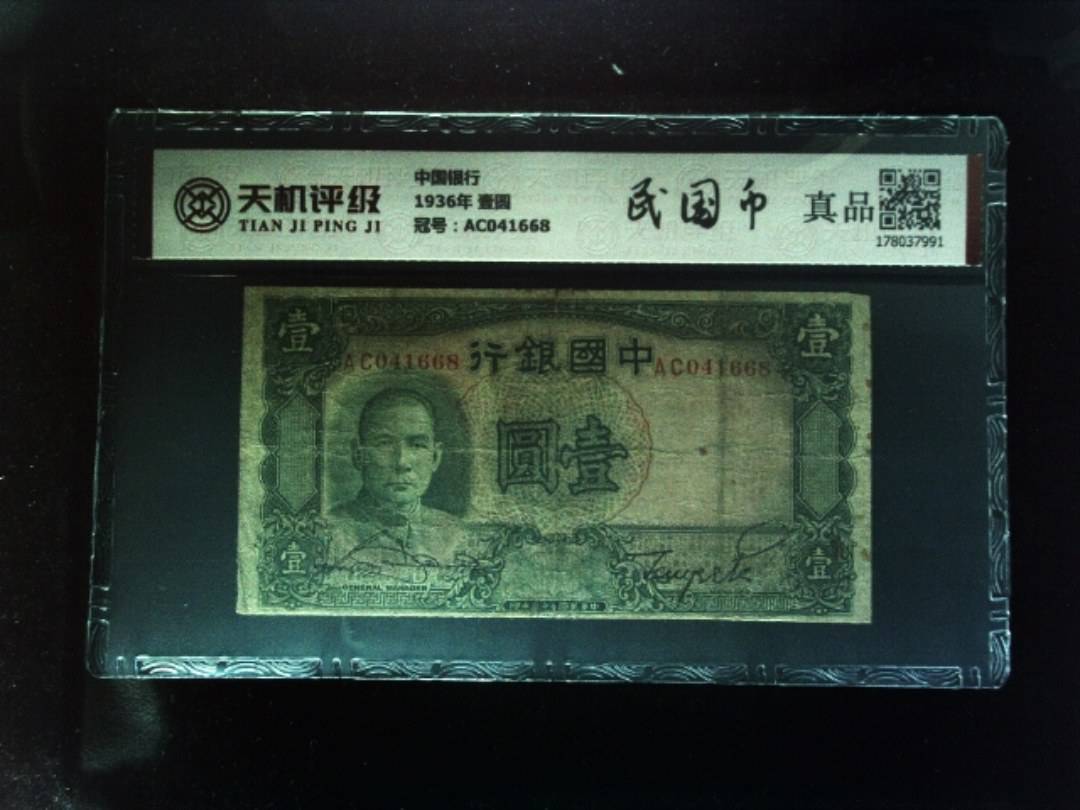 天机评级
TIAN JI PING JI
中国银行
1936年 壹圆
冠号：AC041668
民国币
真品
178037991
壹
壹
AC041668
行銀國中
AC041668
圓壹
壹
壹
GENERAL MANAGER